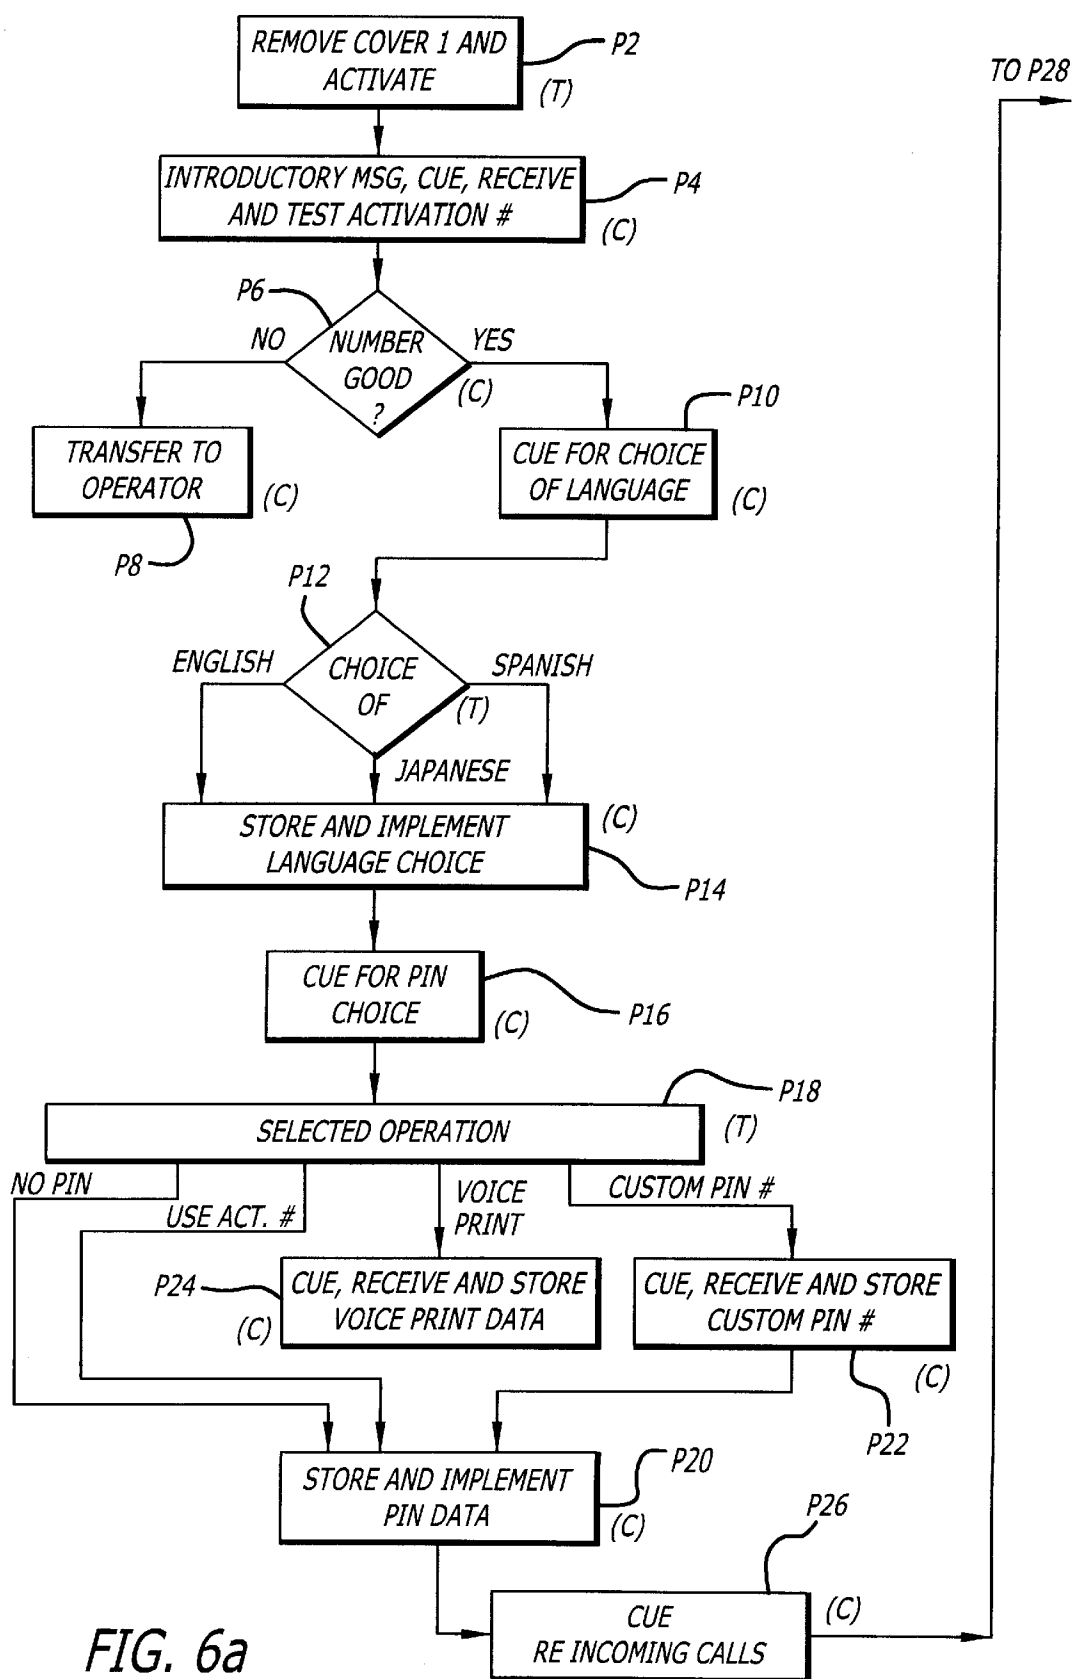 REMOVE COVER 1 AND
ACTIVATE
P2
(T)
TO P28
INTRODUCTORY MSG, CUE, RECEIVE
AND TEST ACTIVATION #
P4
(C)
P6
NO
NUMBER
GOOD
?
YES
(C)
P10
TRANSFER TO
OPERATOR
(C)
P8
CUE FOR CHOICE
OF LANGUAGE
(C)
P12
ENGLISH
CHOICE
OF
SPANISH
(T)
JAPANESE
STORE AND IMPLEMENT
LANGUAGE CHOICE
(C)
P14
CUE FOR PIN
CHOICE
(C)
P16
SELECTED OPERATION
P18
(T)
NO PIN
USE ACT. #
VOICE
PRINT
CUSTOM PIN #
P24
(C)
CUE, RECEIVE AND STORE
VOICE PRINT DATA
CUE, RECEIVE AND STORE
CUSTOM PIN #
(C)
P22
STORE AND IMPLEMENT
PIN DATA
P20
(C)
P26
CUE
RE INCOMING CALLS
(C)
FIG. 6a